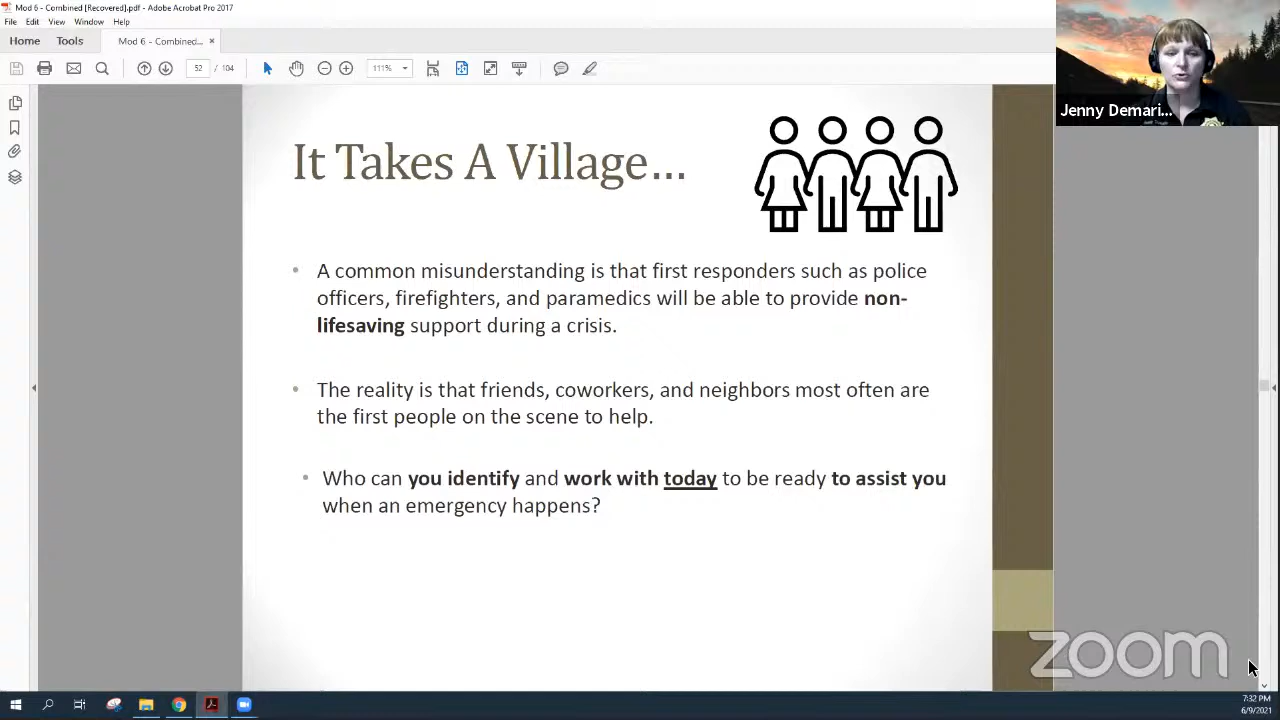 Mod 6 - Combined [Recovered].pdf - Adobe Acrobat Pro 2017
File Edit View Window Help
Home Tools Mod 6 - Combined... ×
52 / 104 111%
Jenny Demari...
It Takes A Village...
• A common misunderstanding is that first responders such as police
officers, firefighters, and paramedics will be able to provide non-
lifesaving support during a crisis.
• The reality is that friends, coworkers, and neighbors most often are
the first people on the scene to help.
• Who can you identify and work with today to be ready to assist you
when an emergency happens?
zoom
7:32 PM
6/9/2021